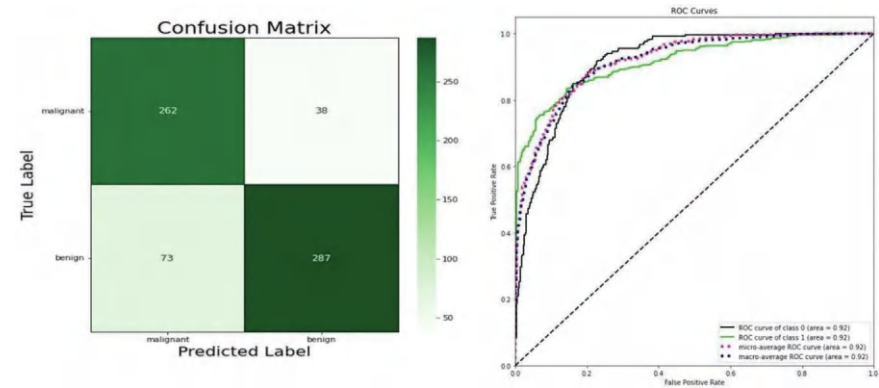 Confusion Matrix
True Label
malignant
262
38
benign
73
287
malignant
benign
Predicted Label
250
200
150
100
50
ROC Curves
True Positive Rate
1.0
0.8
0.6
0.4
0.2
0.0
0.0
0.2
0.4
0.6
0.8
1.0
False Positive Rate
ROC curve of class 0 (area = 0.92)
ROC curve of class 1 (area = 0.92)
micro-average ROC curve (area = 0.92)
macro-average ROC curve (area = 0.92)